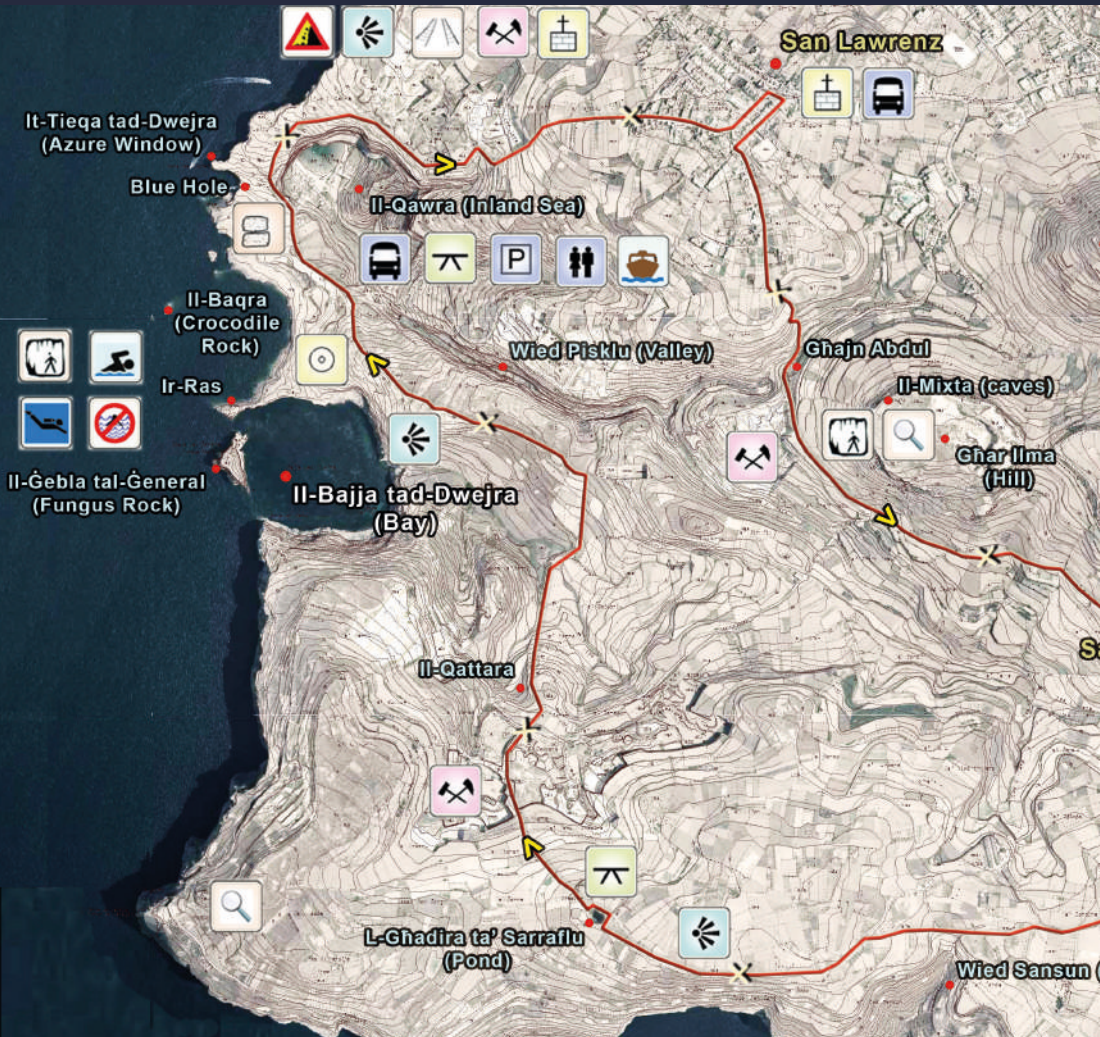 San Lawrenz
It-Tieqa tad-Dwejra
(Azure Window)
Blue Hole
Il-Qawra (Inland Sea)
P
Il-Baqra
(Crocodile
Rock)
Wied Pisklu (Valley)
Għajn Abdul
Ir-Ras
Il-Mixta (caves)
Għar Ilma
(Hill)
Il-Ġebla tal-Ġeneral
(Fungus Rock)
Il-Bajja tad-Dwejra
(Bay)
Sa
Il-Qattara
L-Għadira ta' Sarraflu
(Pond)
Wied Sansun (